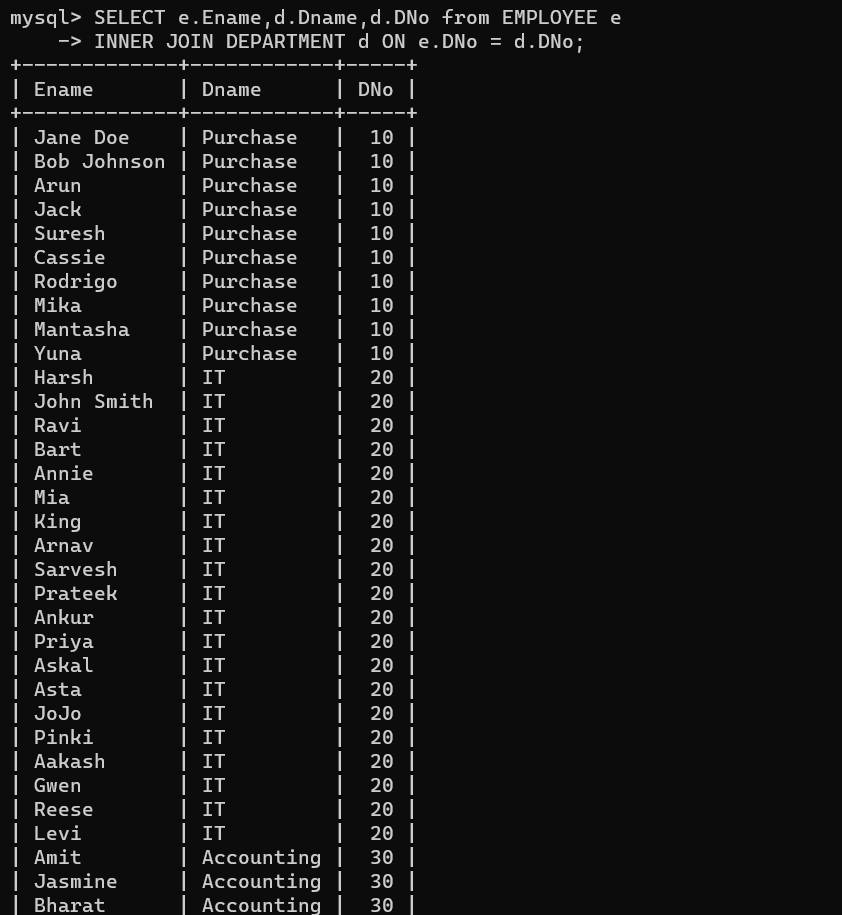 mysql> SELECT e.Ename,d.Dname,d.DNo from EMPLOYEE e
    -> INNER JOIN DEPARTMENT d ON e.DNo = d.DNo;
+-------------+------------+-----+
| Ename       | Dname      | DNo |
+-------------+------------+-----+
| Jane Doe    | Purchase   |  10 |
| Bob Johnson | Purchase   |  10 |
| Arun        | Purchase   |  10 |
| Jack        | Purchase   |  10 |
| Suresh      | Purchase   |  10 |
| Cassie      | Purchase   |  10 |
| Rodrigo     | Purchase   |  10 |
| Mika        | Purchase   |  10 |
| Mantasha    | Purchase   |  10 |
| Yuna        | Purchase   |  10 |
| Harsh       | IT         |  20 |
| John Smith  | IT         |  20 |
| Ravi        | IT         |  20 |
| Bart        | IT         |  20 |
| Annie       | IT         |  20 |
| Mia         | IT         |  20 |
| King        | IT         |  20 |
| Arnav       | IT         |  20 |
| Sarvesh     | IT         |  20 |
| Prateek     | IT         |  20 |
| Ankur       | IT         |  20 |
| Priya       | IT         |  20 |
| Askal       | IT         |  20 |
| Asta        | IT         |  20 |
| JoJo        | IT         |  20 |
| Pinki       | IT         |  20 |
| Aakash      | IT         |  20 |
| Gwen        | IT         |  20 |
| Reese       | IT         |  20 |
| Levi        | IT         |  20 |
| Amit        | Accounting |  30 |
| Jasmine     | Accounting |  30 |
| Bharat      | Accounting |  30 |